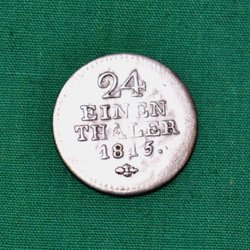 24
EINEN
THALER
1815.